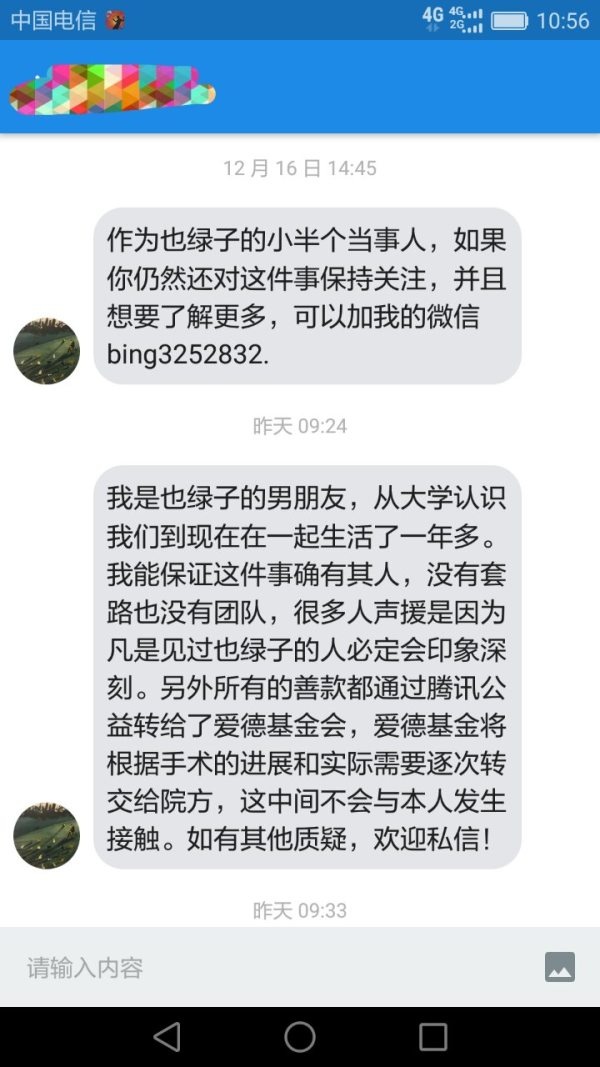 中国电信
4G 4G 2G 10:56
12 月 16 日 14:45
作为也绿子的小半个当事人，如果
你仍然还对这件事保持关注，并且
想要了解更多，可以加我的微信
bing3252832.
昨天 09:24
我是也绿子的男朋友，从大学认识
我们到现在在一起生活了一年多。
我能保证这件事确有其人，没有套
路也没有团队，很多人声援是因为
凡是见过也绿子的人必定会印象深
刻。另外所有的善款都通过腾讯公
益转给了爱德基金会，爱德基金将
根据手术的进展和实际需要逐次转
交给院方，这中间不会与本人发生
接触。如有其他质疑，欢迎私信！
昨天 09:33
请输入内容